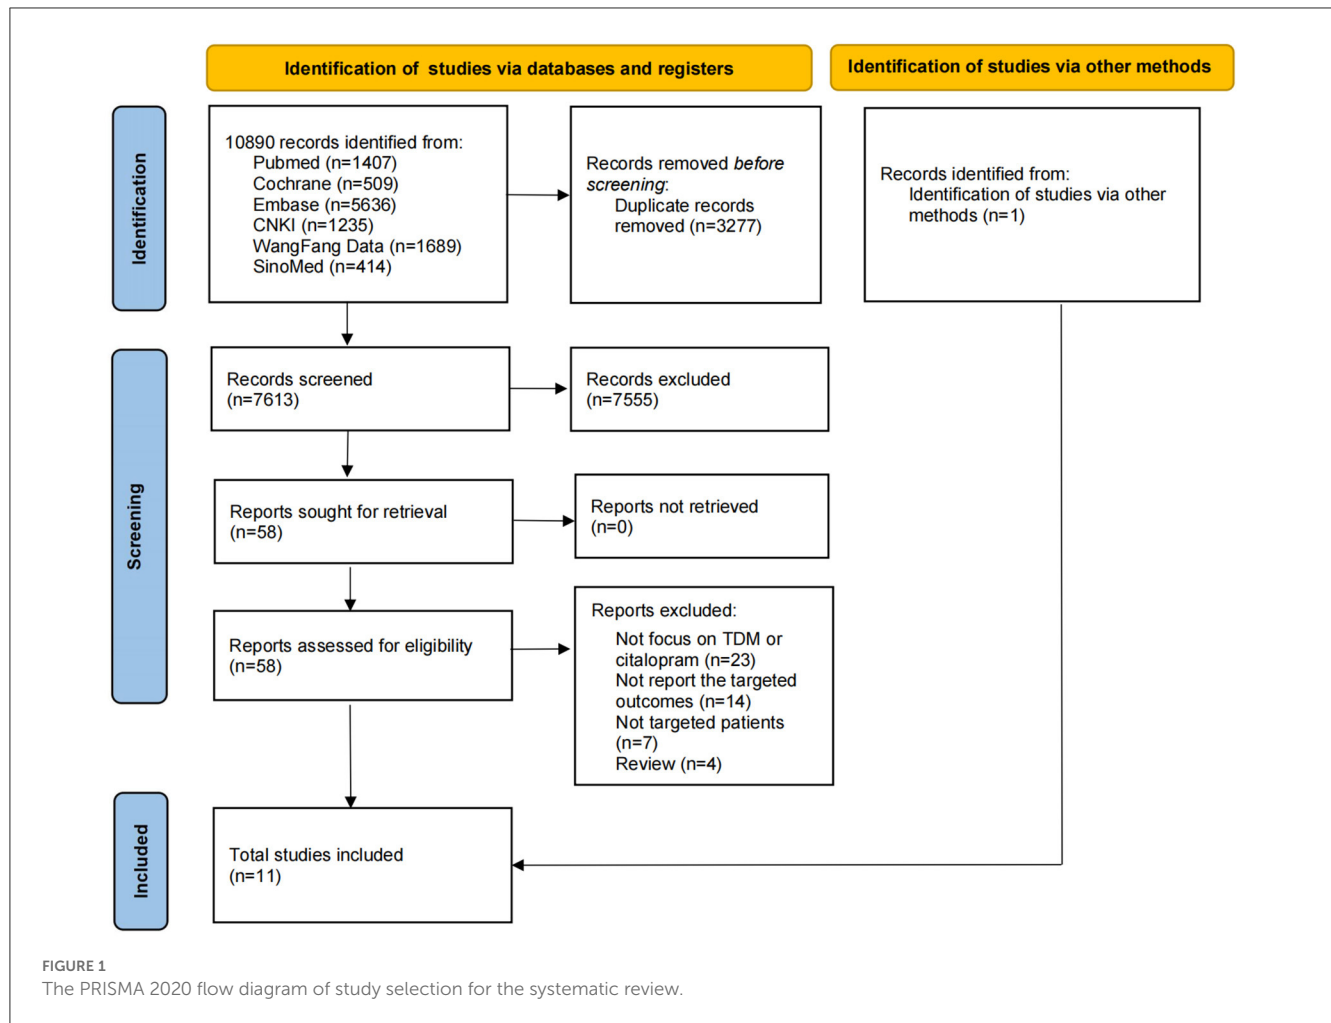 Identification of studies via databases and registers
Identification of studies via other methods
Identification
10890 records identified from:
Pubmed (n=1407)
Cochrane (n=509)
Embase (n=5636)
CNKI (n=1235)
WangFang Data (n=1689)
SinoMed (n=414)
Records removed before
screening:
Duplicate records
removed (n=3277)
Records identified from:
Identification of studies via other
methods (n=1)
Screening
Records screened
(n=7613)
Records excluded
(n=7555)
Reports sought for retrieval
(n=58)
Reports not retrieved
(n=0)
Reports assessed for eligibility
(n=58)
Reports excluded:
Not focus on TDM or
citalopram (n=23)
Not report the targeted
outcomes (n=14)
Not targeted patients
(n=7)
Review (n=4)
Included
Total studies included
(n=11)
FIGURE 1
The PRISMA 2020 flow diagram of study selection for the systematic review.